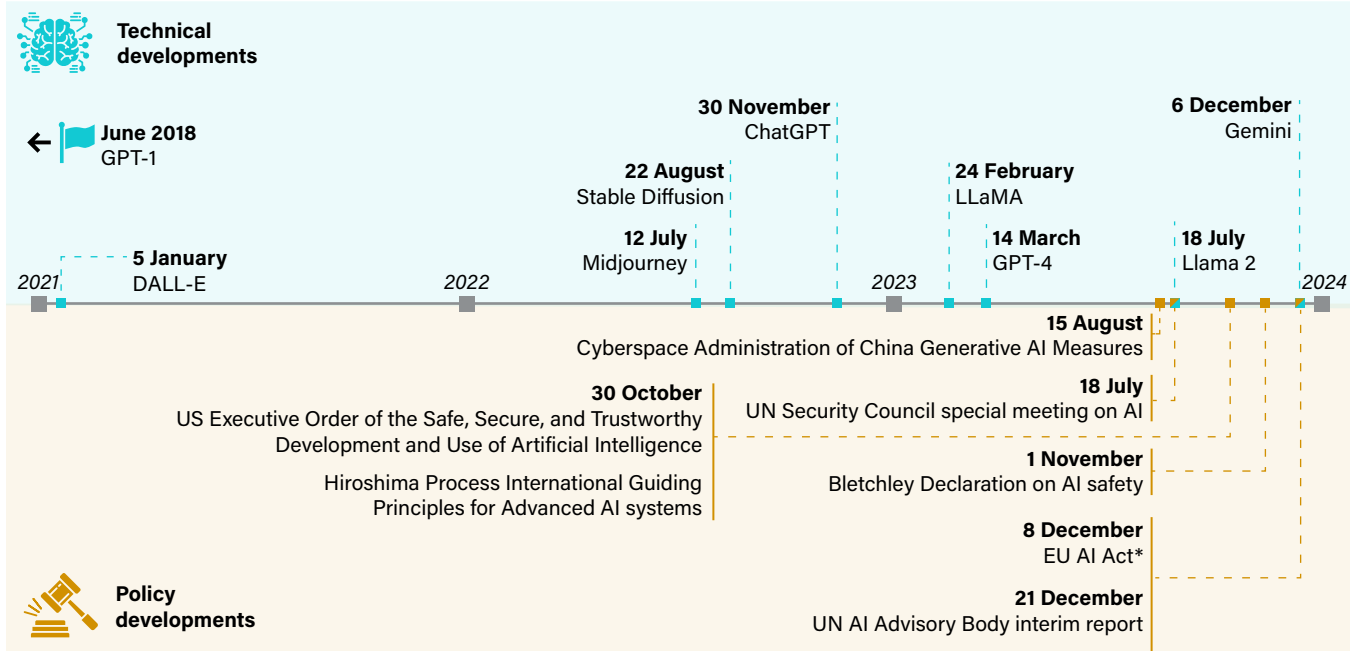 Technical
developments
June 2018
GPT-1
5 January
DALL-E
12 July
Midjourney
22 August
Stable Diffusion
30 November
ChatGPT
24 February
LLaMA
14 March
GPT-4
18 July
Llama 2
6 December
Gemini
2021
2022
2023
2024
15 August
Cyberspace Administration of China Generative AI Measures
18 July
UN Security Council special meeting on AI
30 October
US Executive Order of the Safe, Secure, and Trustworthy
Development and Use of Artificial Intelligence
Hiroshima Process International Guiding
Principles for Advanced AI systems
1 November
Bletchley Declaration on AI safety
8 December
EU AI Act*
21 December
UN AI Advisory Body interim report
Policy
developments